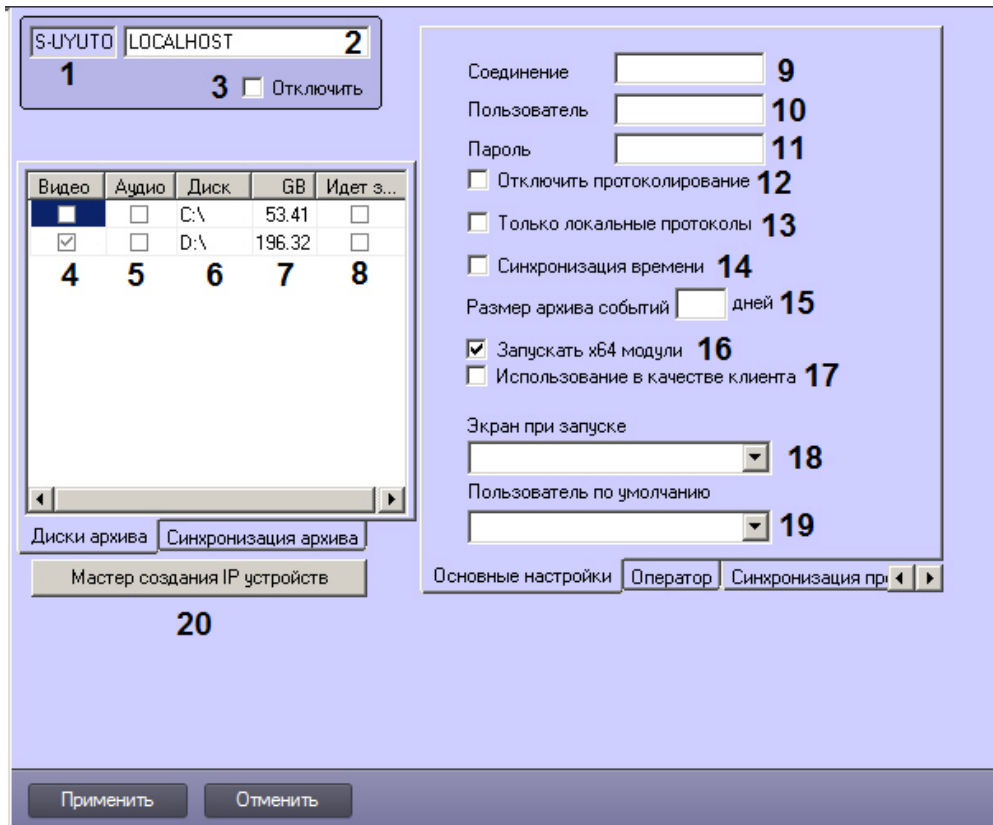 S-UYUTO LOCALHOST 2
1
3 Отключить
Видео Аудио Диск GB Идет з...
C:\ 53.41
D:\ 196.32
4 5 6 7 8
Диски архива Синхронизация архива
Мастер создания IP устройств
20
Соединение 9
Пользователь 10
Пароль 11
Отключить протоколирование 12
Только локальные протоколы 13
Синхронизация времени 14
Размер архива событий дней 15
Запускать x64 модули 16
Использование в качестве клиента 17
Экран при запуске
18
Пользователь по умолчанию
19
Основные настройки Оператор Синхронизация пр
Применить Отменить